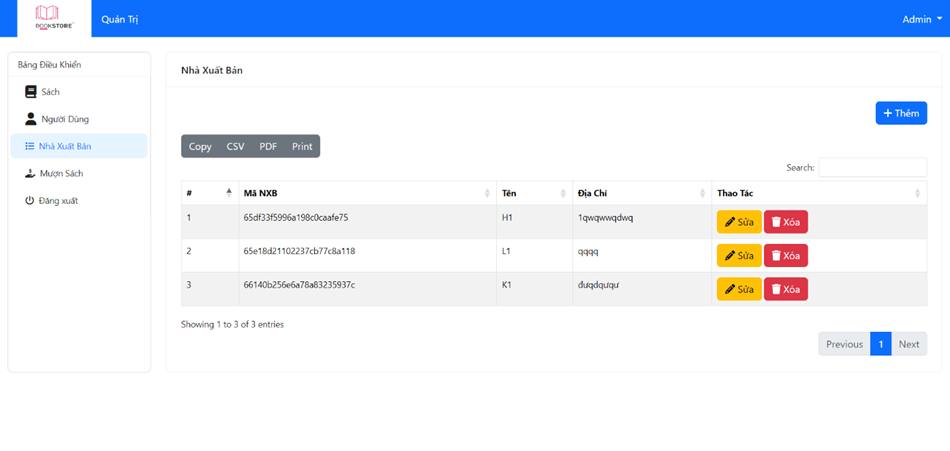 BOOKSTORE
Quản Trị
Admin
Bảng Điều Khiển
Sách
Người Dùng
Nhà Xuất Bản
Mượn Sách
Đăng xuất
Nhà Xuất Bản
Thêm
Copy CSV PDF Print
Search:
# Mã NXB Tên Địa Chỉ Thao Tác
1 65df33f5996a198c0caafe75 H1 1qwqwwqdwq Sửa Xóa
2 65e18d21102237cb77c8a118 L1 qqqq Sửa Xóa
3 66140b256e6a78a83235937c K1 đưqdqưqư Sửa Xóa
Showing 1 to 3 of 3 entries
Previous 1 Next